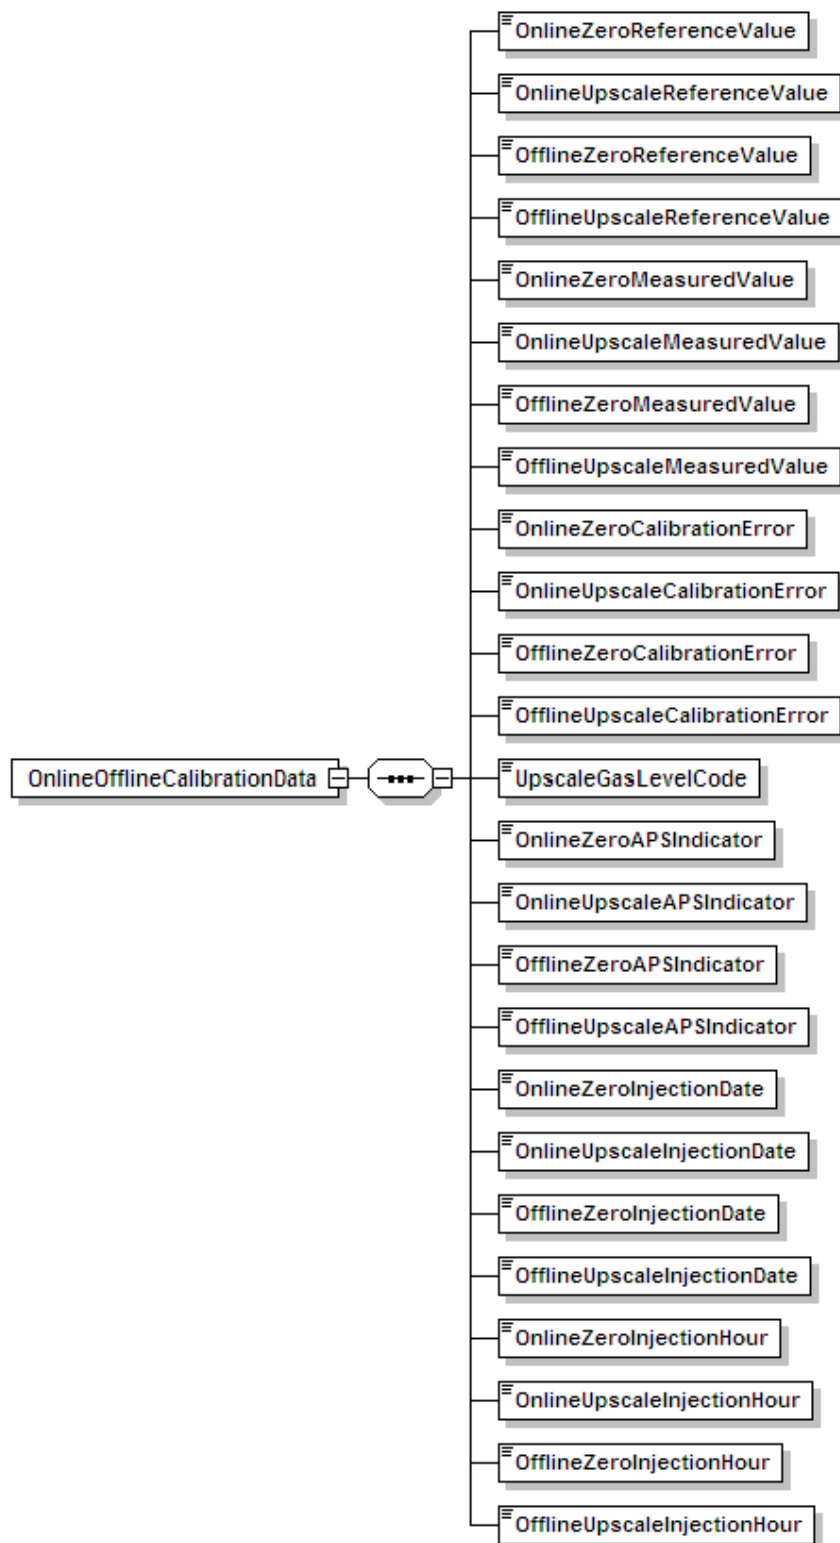 OnlineZeroReferenceValue
OnlineUpscaleReferenceValue
OfflineZeroReferenceValue
OfflineUpscaleReferenceValue
OnlineZeroMeasuredValue
OnlineUpscaleMeasuredValue
OfflineZeroMeasuredValue
OfflineUpscaleMeasuredValue
OnlineZeroCalibrationError
OnlineUpscaleCalibrationError
OfflineZeroCalibrationError
OfflineUpscaleCalibrationError
OnlineOfflineCalibrationData
UpscaleGasLevelCode
OnlineZeroAPSIndicator
OnlineUpscaleAPSIndicator
OfflineZeroAPSIndicator
OfflineUpscaleAPSIndicator
OnlineZeroInjectionDate
OnlineUpscaleInjectionDate
OfflineZeroInjectionDate
OfflineUpscaleInjectionDate
OnlineZeroInjectionHour
OnlineUpscaleInjectionHour
OfflineZeroInjectionHour
OfflineUpscaleInjectionHour